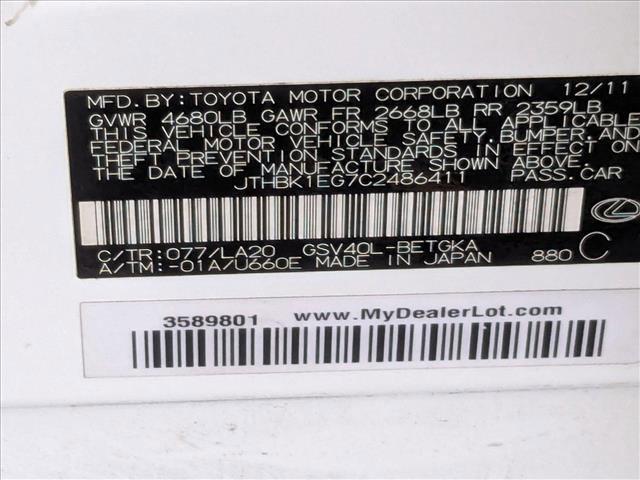 MFD.BY:TOYOTA MOTOR CORPORATION 12/11
GVWR 4680LB GAWR FR 2668LB RR 2359LB
THIS VEHICLE CONFORMS TO ALL APPLICABLE
FEDERAL MOTOR VEHICLE SAFETY, BUMPER, AND
THEFT PREVENTION STANDARDS IN EFFECT ON
THE DATE OF MANUFACTURE SHOWN ABOVE.
JTHBK1EG7C2486411 PASS.CAR
C/TR:077/LA20 GSV40L-BETGKA
A/TM:-01A/U660E MADE IN JAPAN 880 C
3589801 www.MyDealerLot.com